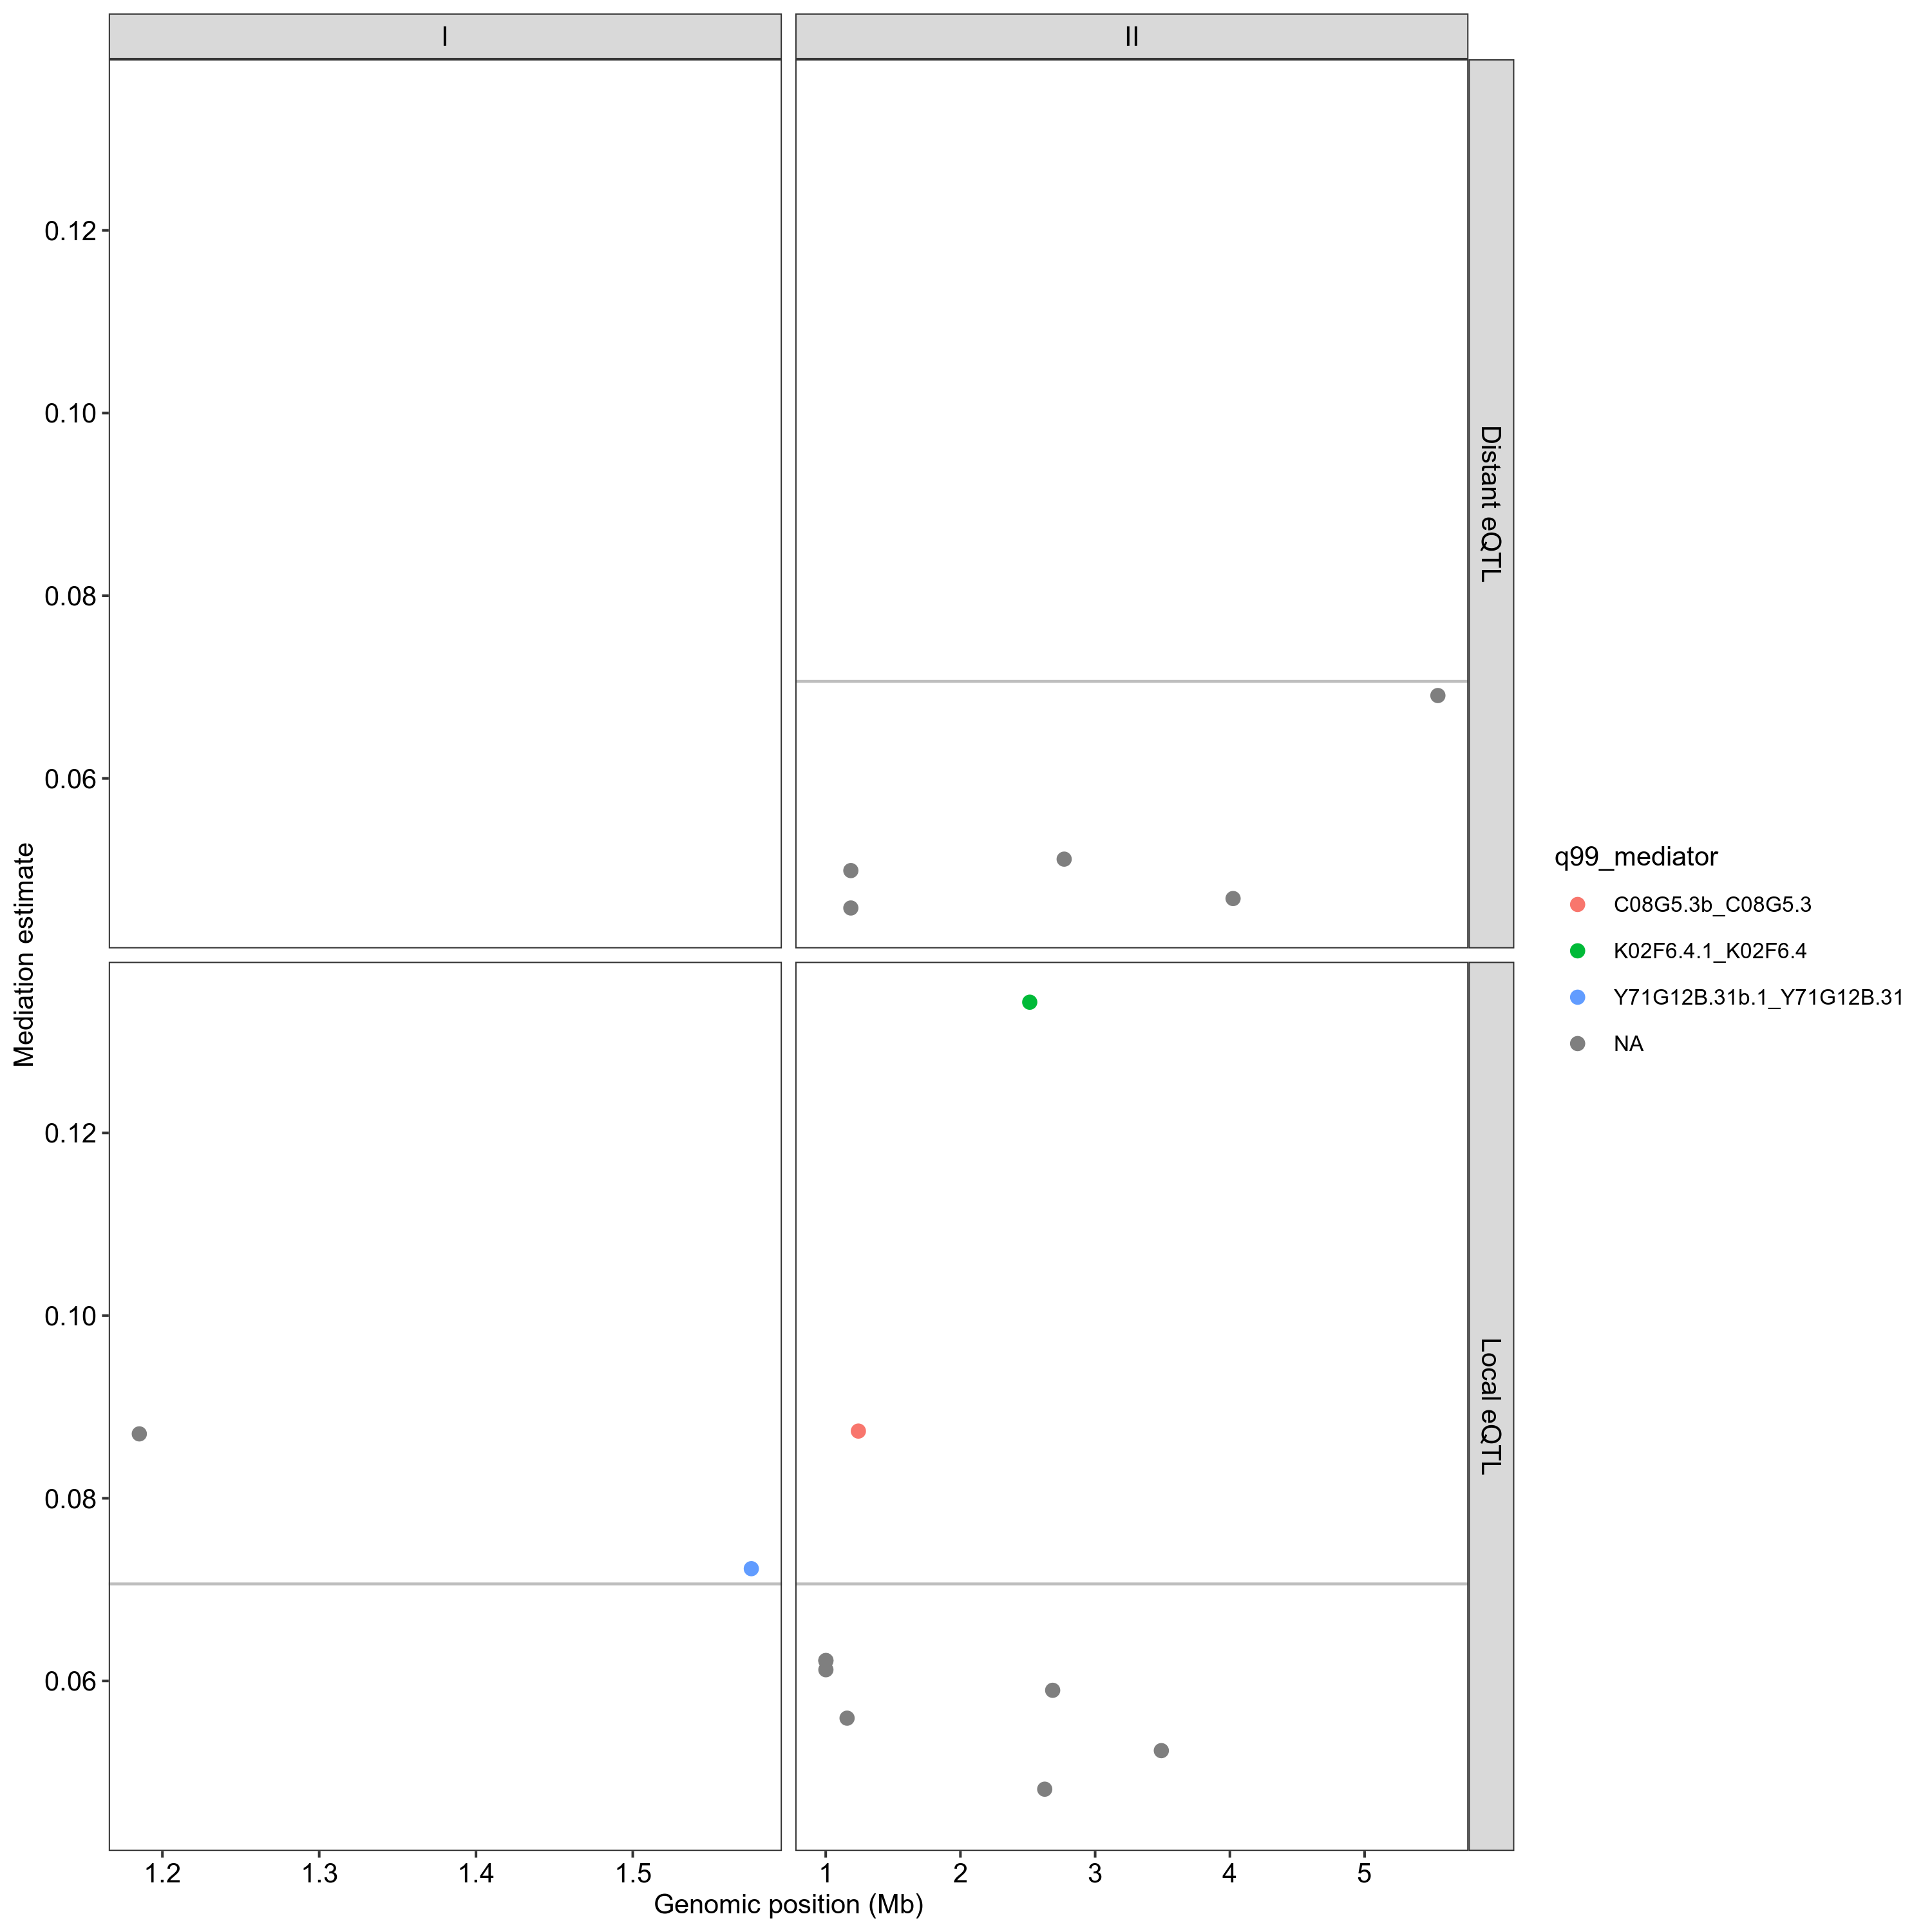 I
II
Distant eQTL
Local eQTL
0.12
0.10
0.08
0.06
0.12
0.10
0.08
0.06
Mediation estimate
1.2
1.3
1.4
1.5
1
2
3
4
5
Genomic position (Mb)
q99_mediator
C08G5.3b_C08G5.3
K02F6.4.1_K02F6.4
Y71G12B.31b.1_Y71G12B.31
NA